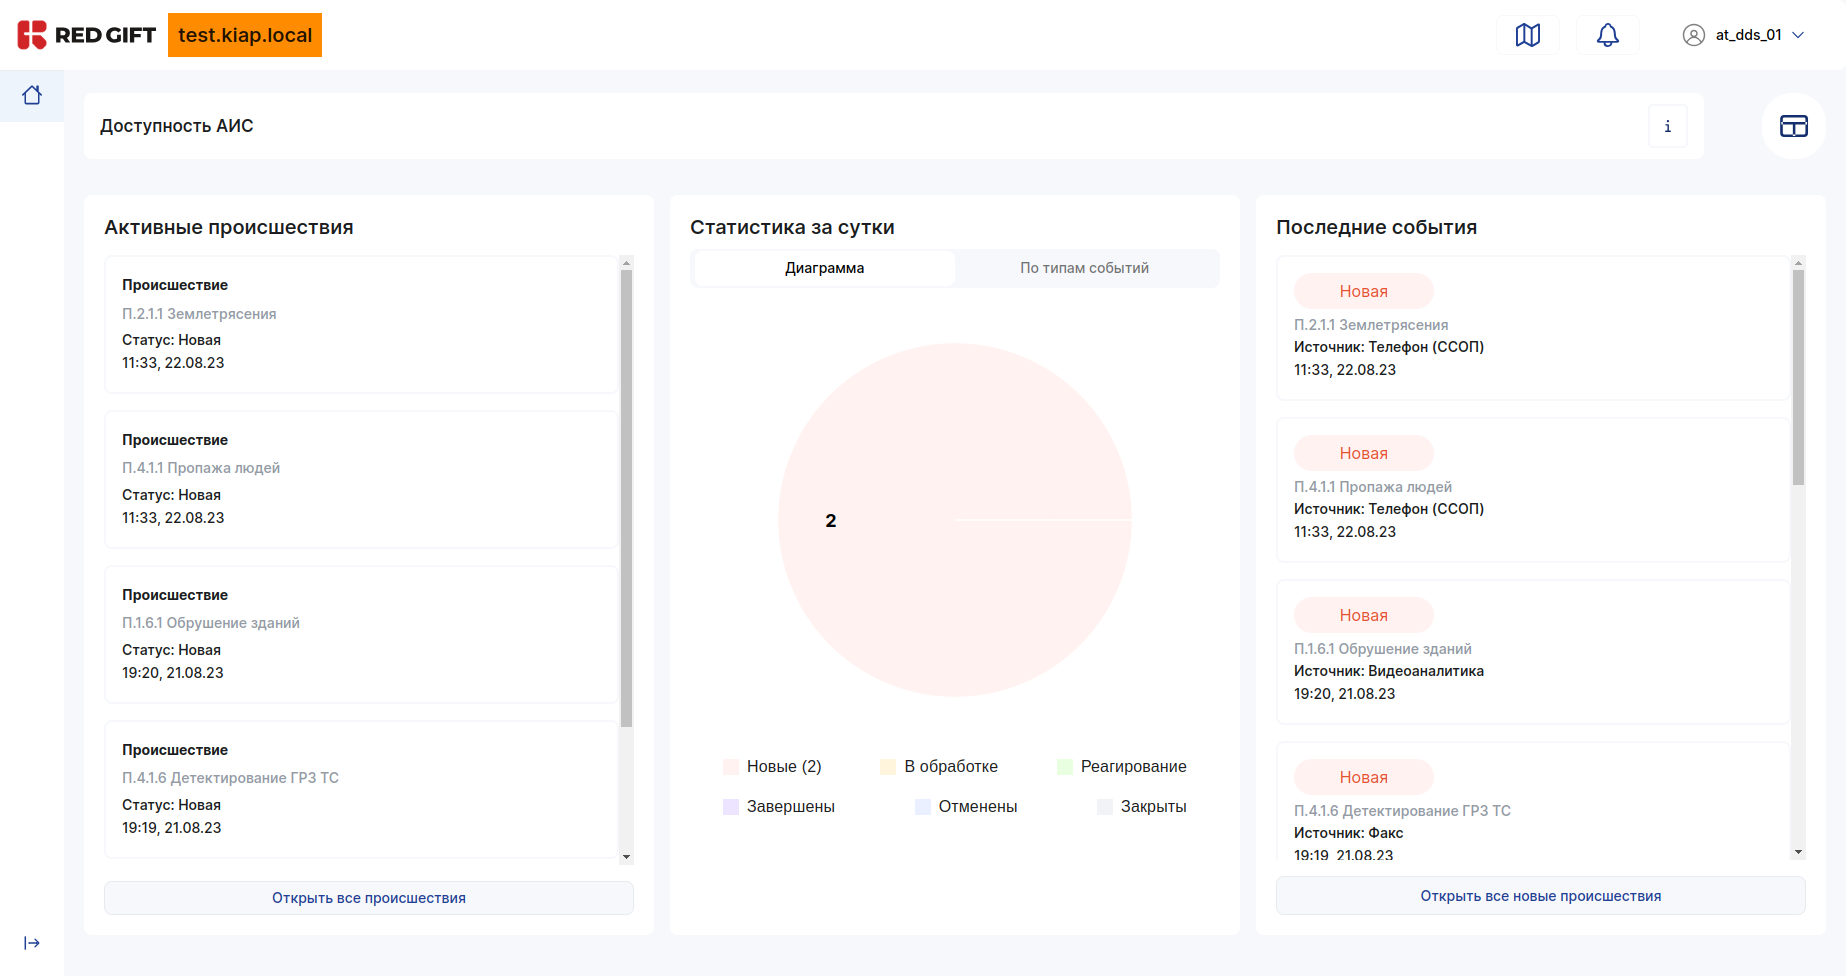 RED GIFT
test.kiap.local
at_dds_01
Доступность АИС
i
Активные происшествия
Происшествие
П.2.1.1 Землетрясения
Статус: Новая
11:33, 22.08.23
Происшествие
П.4.1.1 Пропажа людей
Статус: Новая
11:33, 22.08.23
Происшествие
П.1.6.1 Обрушение зданий
Статус: Новая
19:20, 21.08.23
Происшествие
П.4.1.6 Детектирование ГРЗ ТС
Статус: Новая
19:19, 21.08.23
Открыть все происшествия
Статистика за сутки
Диаграмма
По типам событий
2
Новые (2)
В обработке
Реагирование
Завершены
Отменены
Закрыты
Последние события
Новая
П.2.1.1 Землетрясения
Источник: Телефон (ССОП)
11:33, 22.08.23
Новая
П.4.1.1 Пропажа людей
Источник: Телефон (ССОП)
11:33, 22.08.23
Новая
П.1.6.1 Обрушение зданий
Источник: Видеоаналитика
19:20, 21.08.23
Новая
П.4.1.6 Детектирование ГРЗ ТС
Источник: Факс
19:19, 21.08.23
Открыть все новые происшествия